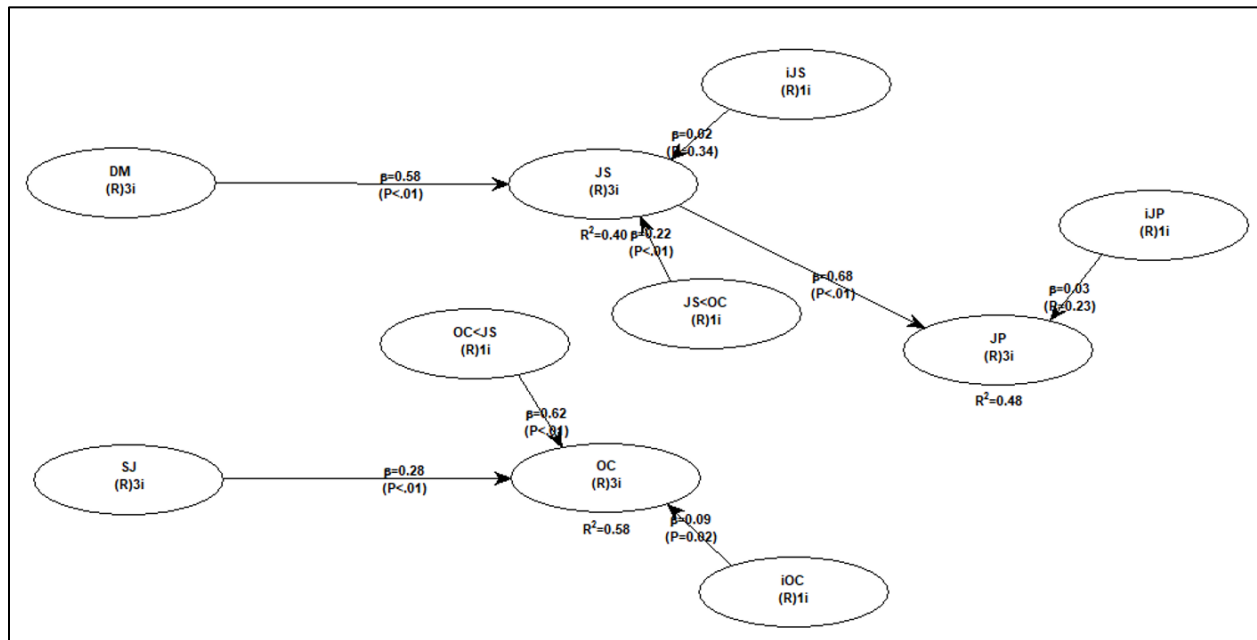 iJS
(R)1i
β=0.02
(P=0.34)
DM
(R)3i
β=0.58
(P<.01)
JS
(R)3i
R²=0.40
β=0.22
(P<.01)
iJP
(R)1i
β=0.68
(P<.01)
β=0.03
(P=0.23)
JS<OC
(R)1i
OC<JS
(R)1i
JP
(R)3i
R²=0.48
β=0.62
(P<.01)
SJ
(R)3i
β=0.28
(P<.01)
OC
(R)3i
R²=0.58
β=0.09
(P=0.02)
iOC
(R)1i